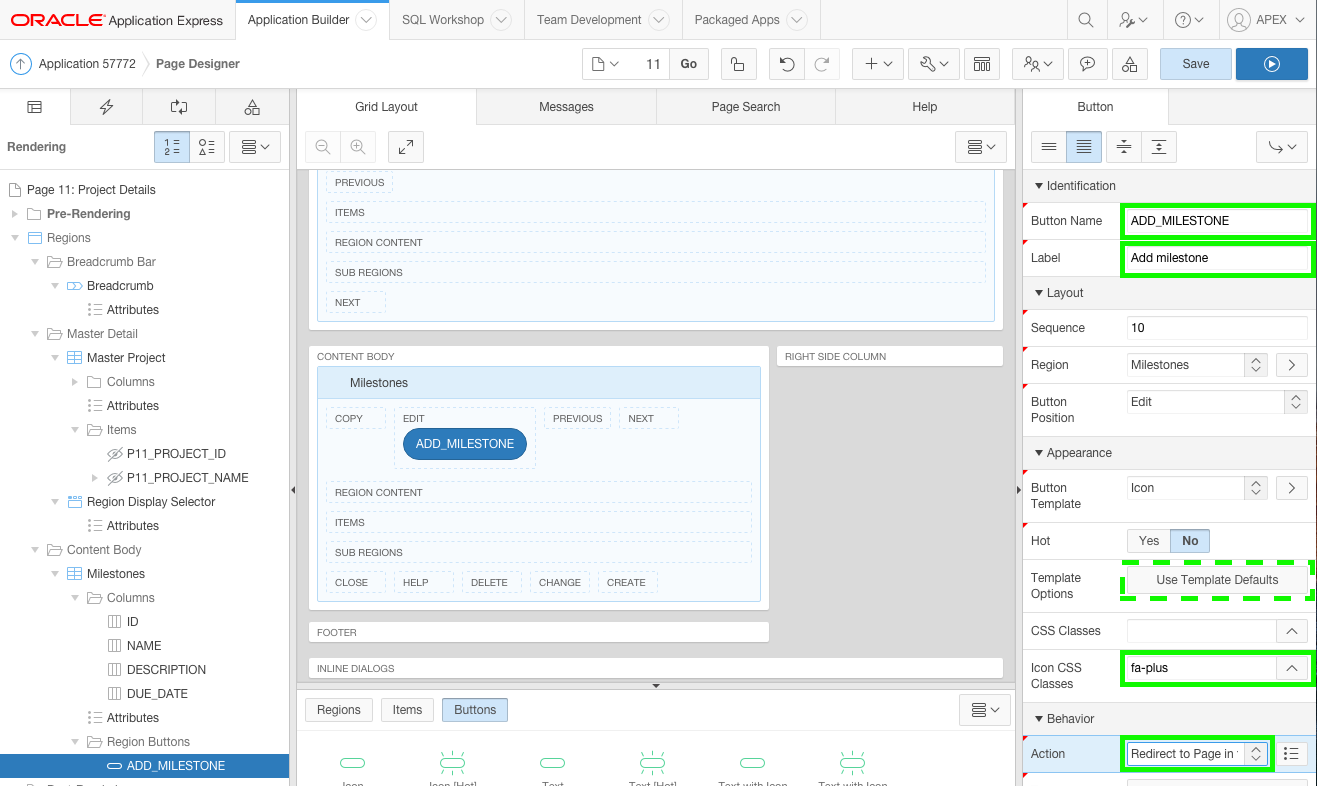 ORACLE Application Express
Application Builder
SQL Workshop
Team Development
Packaged Apps
APEX
Application 57772
Page Designer
11
Go
Save
Rendering
Page 11: Project Details
Pre-Rendering
Regions
Breadcrumb Bar
Breadcrumb
Attributes
Master Detail
Master Project
Columns
Attributes
Items
P11_PROJECT_ID
P11_PROJECT_NAME
Region Display Selector
Attributes
Content Body
Milestones
Columns
ID
NAME
DESCRIPTION
DUE_DATE
Attributes
Region Buttons
ADD_MILESTONE
Grid Layout
Messages
Page Search
Help
PREVIOUS
ITEMS
REGION CONTENT
SUB REGIONS
NEXT
CONTENT BODY
RIGHT SIDE COLUMN
Milestones
COPY
EDIT
PREVIOUS
NEXT
ADD_MILESTONE
REGION CONTENT
ITEMS
SUB REGIONS
CLOSE
HELP
DELETE
CHANGE
CREATE
FOOTER
INLINE DIALOGS
Regions
Items
Buttons
Icon
Icon [Hot]
Text
Text [Hot]
Text with Icon
Text with Icon
Button
Identification
Button Name
ADD_MILESTONE
Label
Add milestone
Layout
Sequence
10
Region
Milestones
Button
Position
Edit
Appearance
Button
Template
Icon
Hot
Yes
No
Template
Options
Use Template Defaults
CSS Classes
Icon CSS
Classes
fa-plus
Behavior
Action
Redirect to Page in